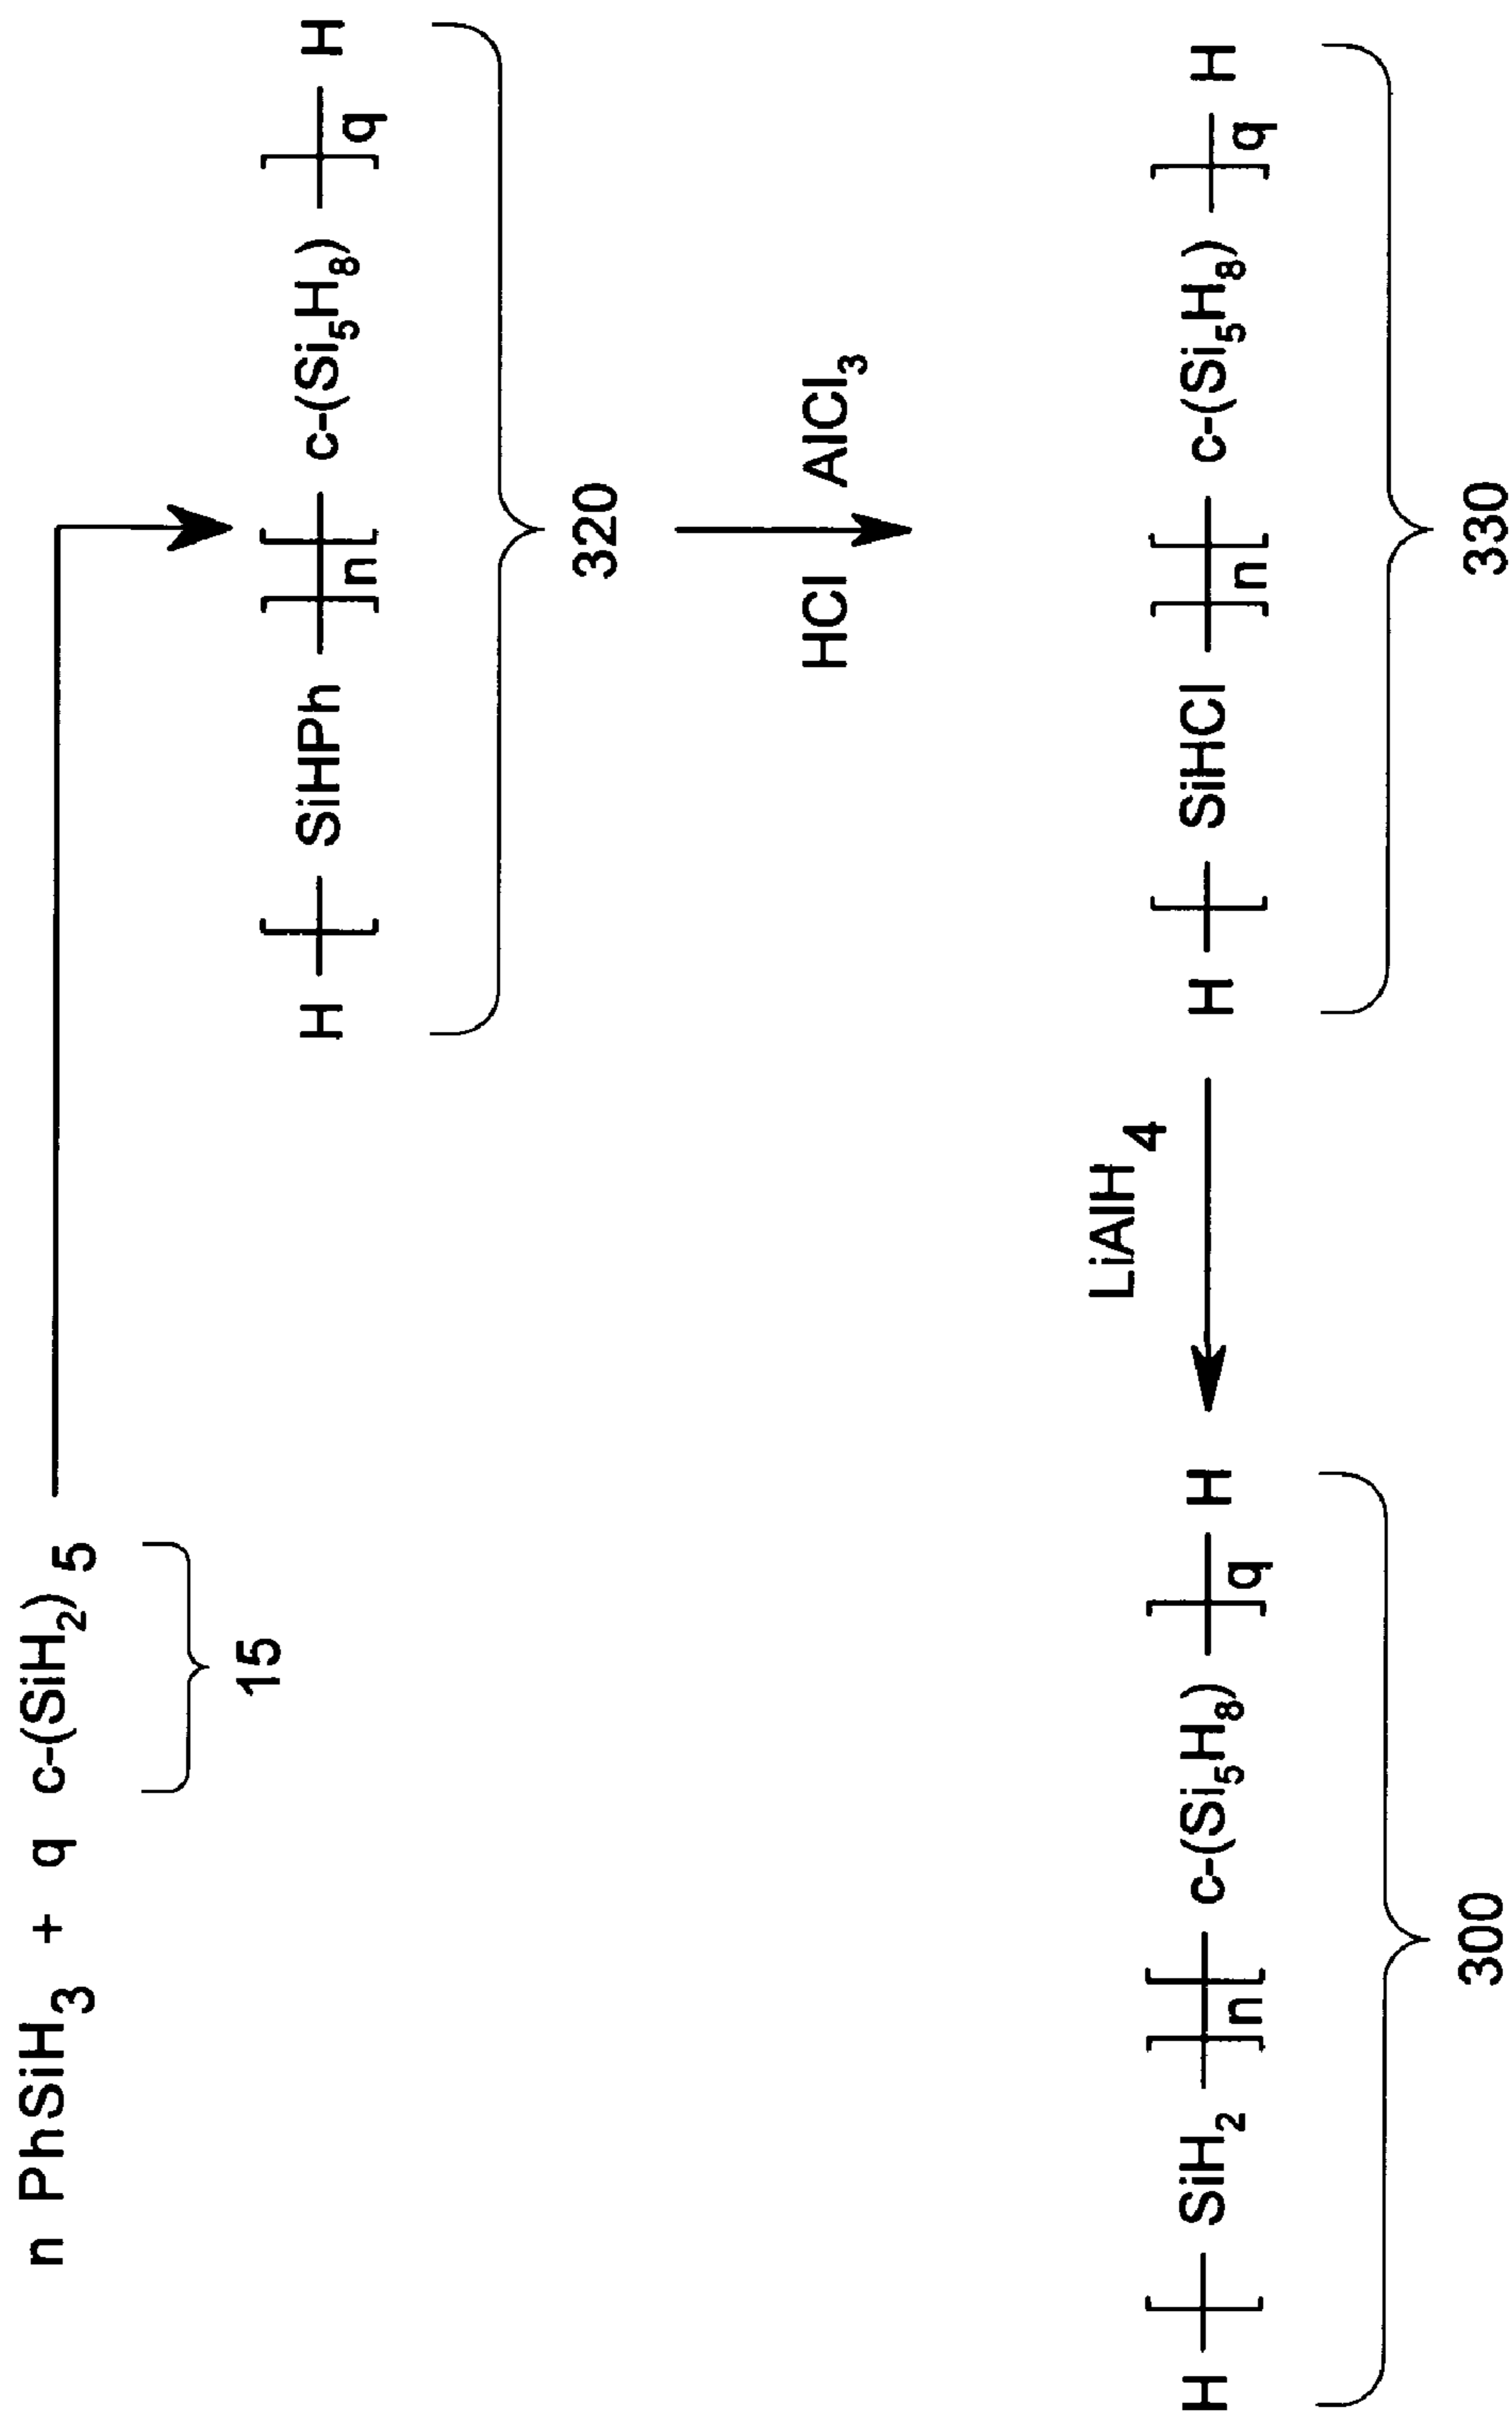 n PhSiH3 + q c-(SiH2)5
15
H [ SiHPh ]n [ c-(Si5H8) ]q H
320
HCl AlCl3
H [ SiHCl ]n [ c-(Si5H8) ]q H
330
LiAlH4
H [ SiH2 ]n [ c-(Si5H8) ]q H
300